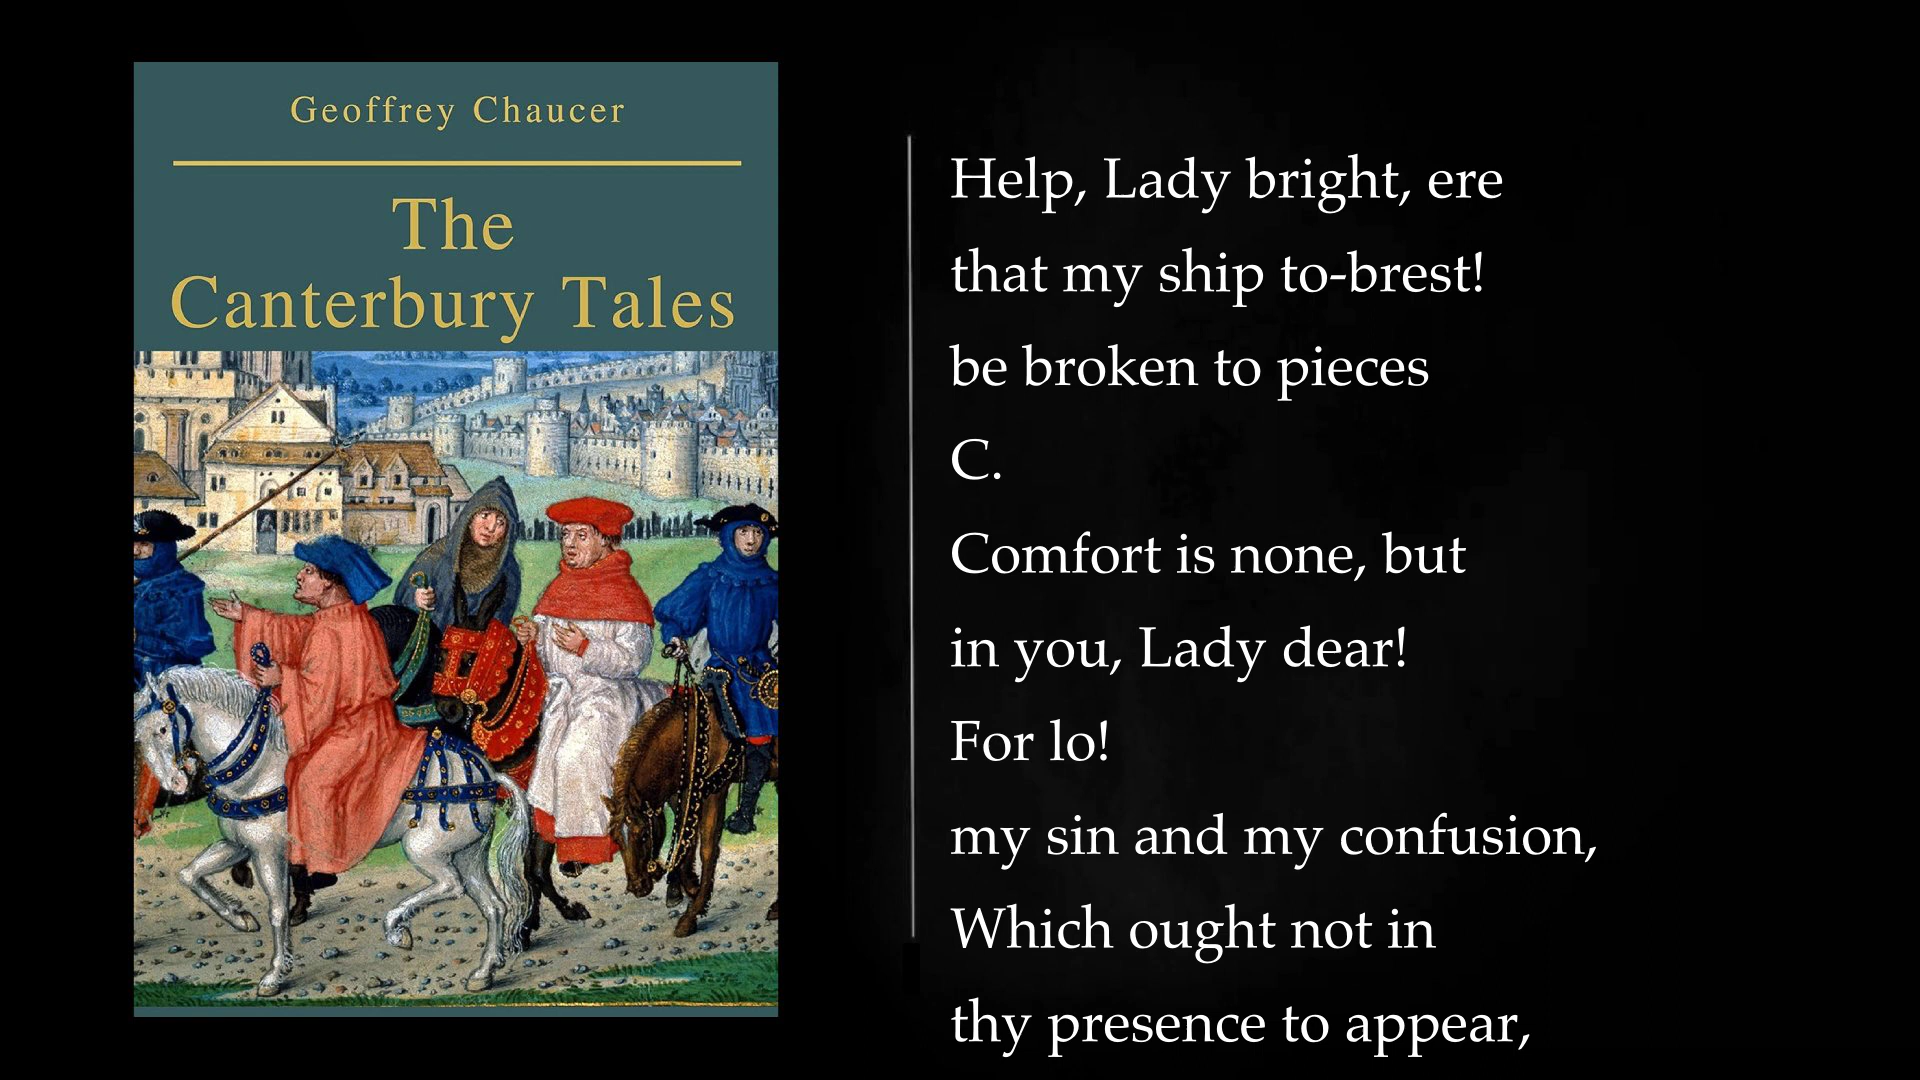 Geoffrey Chaucer
The
Canterbury Tales
Help, Lady bright, ere
that my ship to-brest!
be broken to pieces
C.
Comfort is none, but
in you, Lady dear!
For lo!
my sin and my confusion,
Which ought not in
thy presence to appear,